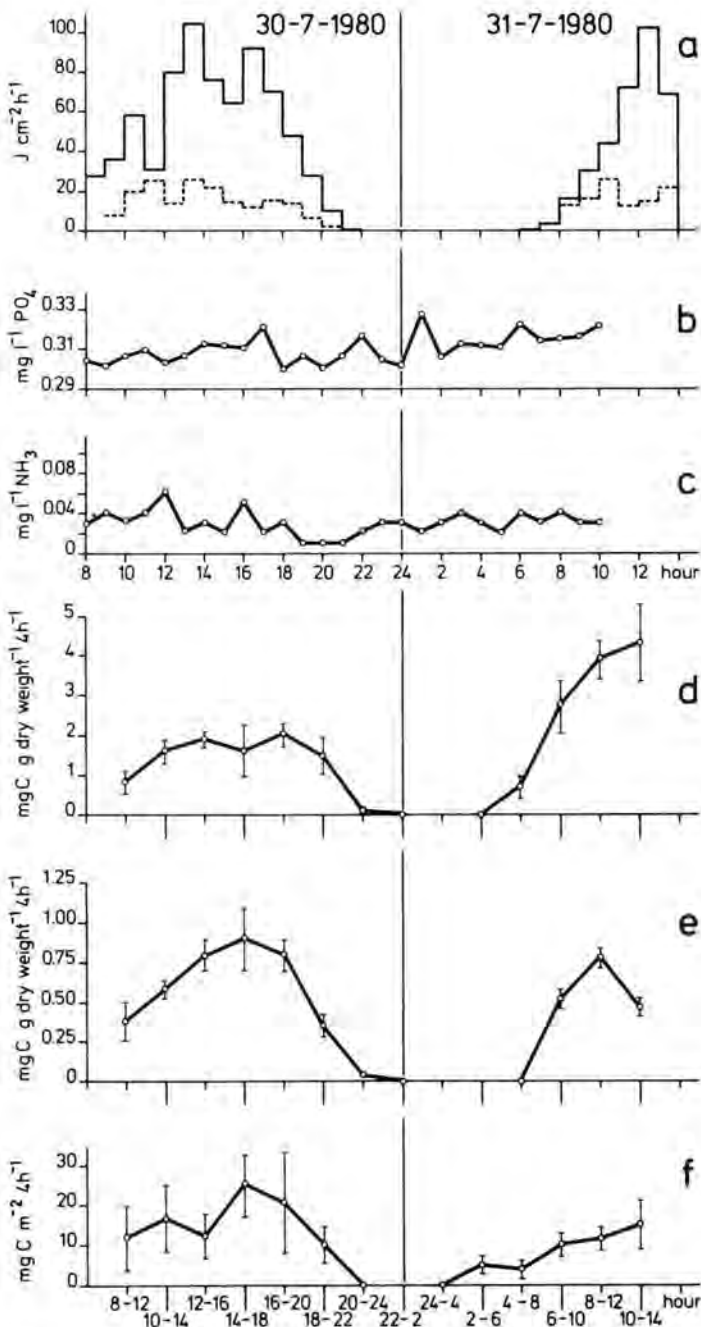 30-7-1980 31-7-1980
a
J cm⁻² h⁻¹
100
60
20
0
b
mg l⁻¹ PO₄
0.33
0.31
0.29
c
mg l⁻¹ NH₃
0.08
0.04
0
8 10 12 14 16 18 20 22 24 2 4 6 8 10 12 hour
d
mg C g dry weight⁻¹ 4h⁻¹
5
4
3
2
1
0
e
mg C g dry weight⁻¹ 4h⁻¹
1.25
1.00
0.75
0.50
0.25
0
f
mg C m⁻² 4h⁻¹
30
20
10
0
8-12 12-16 16-20 20-24 24-4 4-8 8-12 hour
10-14 14-18 18-22 22-2 2-6 6-10 10-14